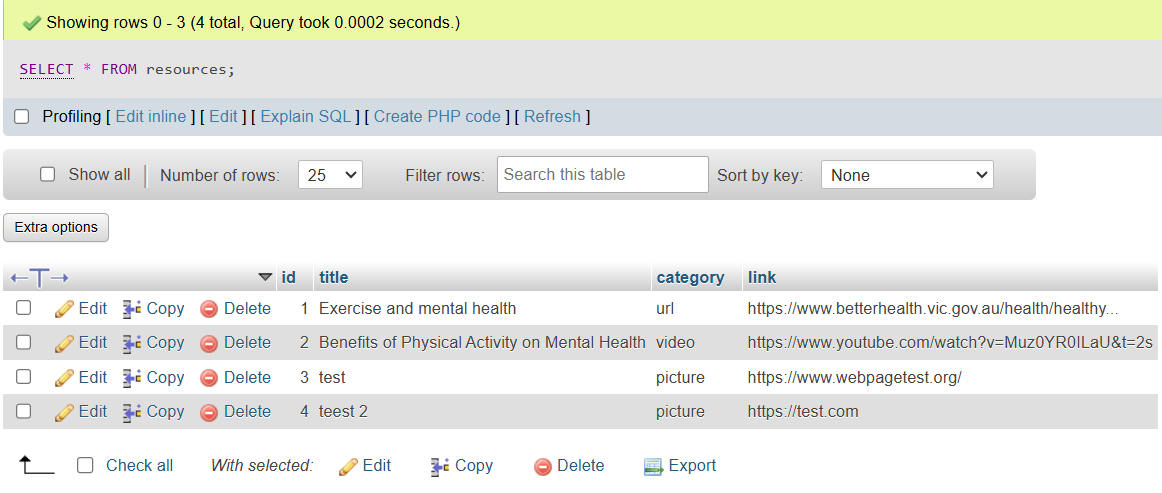 Showing rows 0 - 3 (4 total, Query took 0.0002 seconds.)
SELECT * FROM resources;
Profiling [ Edit inline ] [ Edit ] [ Explain SQL ] [ Create PHP code ] [ Refresh ]
Show all Number of rows: 25 Filter rows: Search this table Sort by key: None
Extra options
id title category link
Edit Copy Delete 1 Exercise and mental health url https://www.betterhealth.vic.gov.au/health/healthy...
Edit Copy Delete 2 Benefits of Physical Activity on Mental Health video https://www.youtube.com/watch?v=Muz0YR0ILaU&t=2s
Edit Copy Delete 3 test picture https://www.webpagetest.org/
Edit Copy Delete 4 teest 2 picture https://test.com
Check all With selected: Edit Copy Delete Export